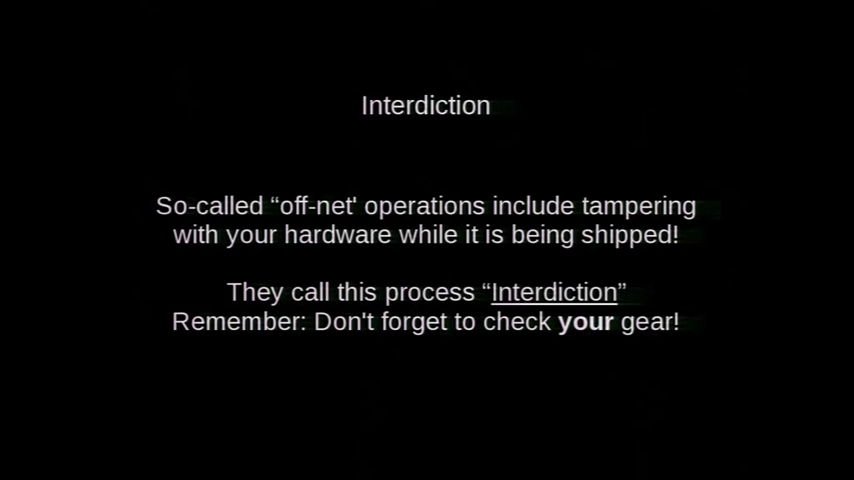 Interdiction
So-called “off-net' operations include tampering
with your hardware while it is being shipped!
They call this process “Interdiction”
Remember: Don't forget to check your gear!